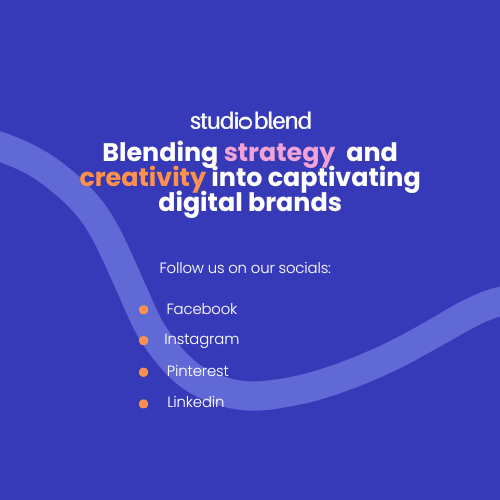 studio blend
Blending strategy and
creativity into captivating
digital brands
Follow us on our socials:
Facebook
Instagram
Pinterest
Linkedin